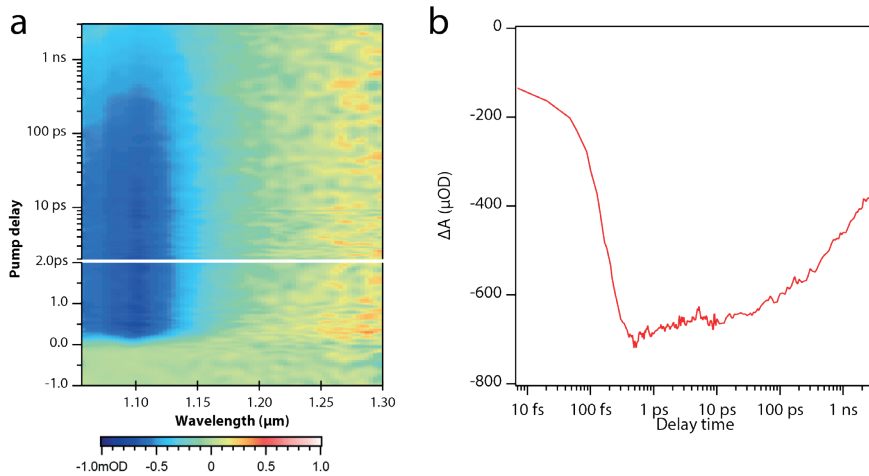 a
1 ns
100 ps
10 ps
2.0ps
1.0
0.0
-1.0
Pump delay
1.10
1.15
1.20
1.25
1.30
Wavelength (μm)
-1.0mOD
-0.5
0
0.5
1.0
b
0
-200
-400
-600
-800
ΔA (μOD)
10 fs
100 fs
1 ps
10 ps
100 ps
1 ns
Delay time